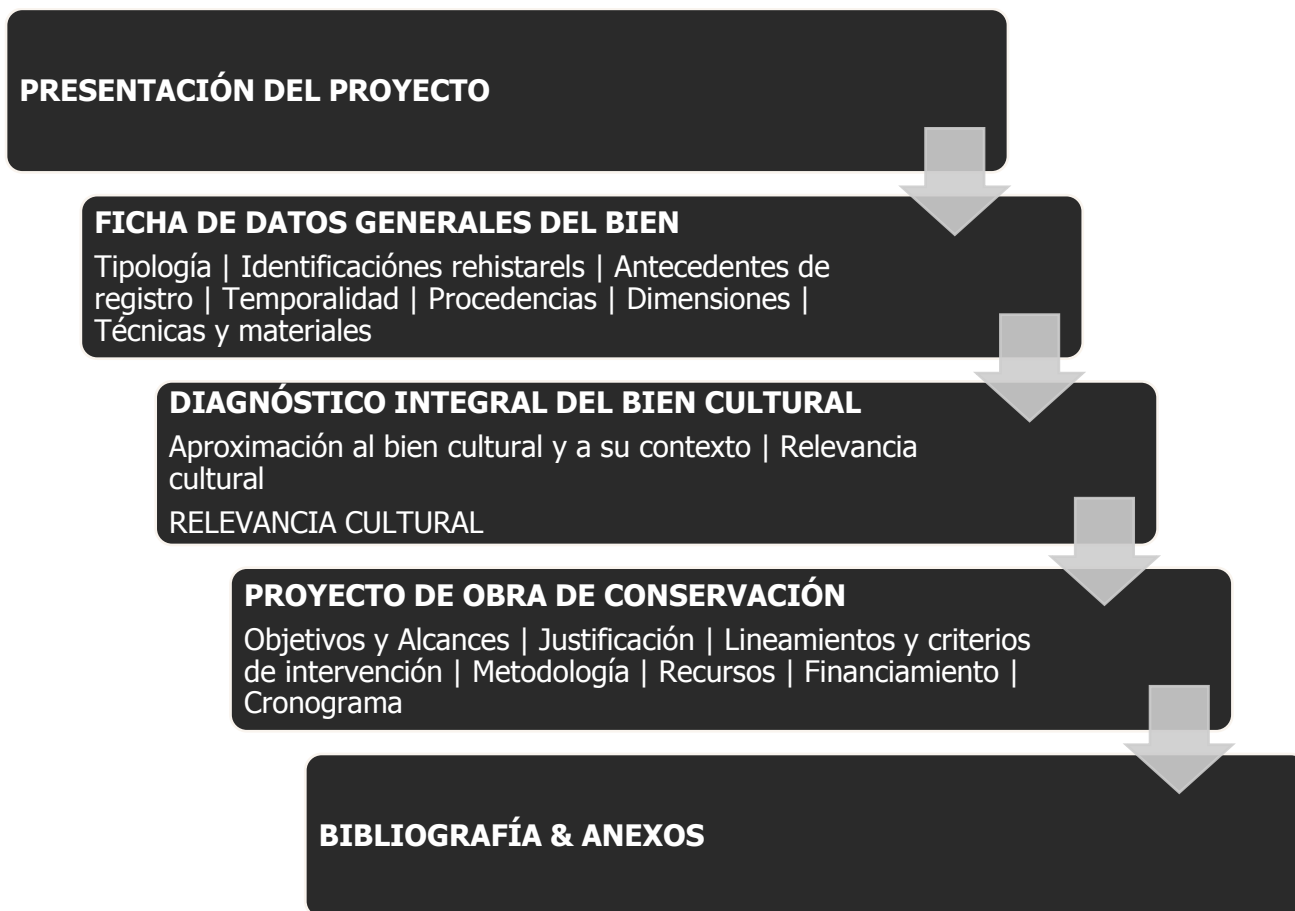 PRESENTACIÓN DEL PROYECTO
FICHA DE DATOS GENERALES DEL BIEN
Tipología | Identificaciónes rehistarels | Antecedentes de
registro | Temporalidad | Procedencias | Dimensiones |
Técnicas y materiales
DIAGNÓSTICO INTEGRAL DEL BIEN CULTURAL
Aproximación al bien cultural y a su contexto | Relevancia
cultural
RELEVANCIA CULTURAL
PROYECTO DE OBRA DE CONSERVACIÓN
Objetivos y Alcances | Justificación | Lineamientos y criterios
de intervención | Metodología | Recursos | Financiamiento |
Cronograma
BIBLIOGRAFÍA & ANEXOS